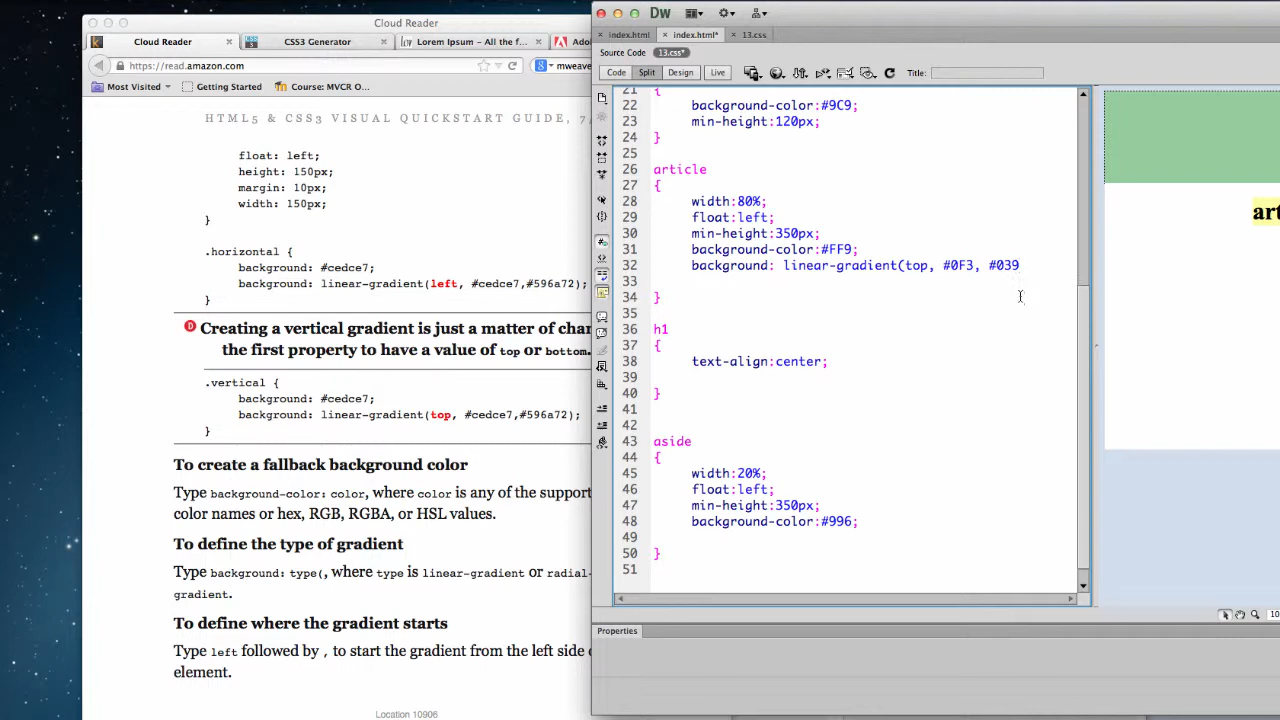 Cloud Reader
Cloud Reader
CSS3 Generator
Lorem Ipsum – All the f...
Ado
https://read.amazon.com
mweave
Most Visited
Getting Started
Course: MVCR O...
HTML5 & CSS3 VISUAL QUICKSTART GUIDE, 7/
float: left;
height: 150px;
margin: 10px;
width: 150px;
}
.horizontal {
background: #cedce7;
background: linear-gradient(left, #cedce7,#596a72);
}
D Creating a vertical gradient is just a matter of chan
the first property to have a value of top or bottom.
.vertical {
background: #cedce7;
background: linear-gradient(top, #cedce7,#596a72);
}
To create a fallback background color
Type background-color: color, where color is any of the support
color names or hex, RGB, RGBA, or HSL values.
To define the type of gradient
Type background: type(, where type is linear-gradient or radial-
gradient.
To define where the gradient starts
Type left followed by , to start the gradient from the left side o
element.
Location 10906
Dw
index.html
index.html*
13.css
Source Code
13.css*
Code
Split
Design
Live
Title:
21 {
22 background-color:#9C9;
23 min-height:120px;
24 }
25
26 article
27 {
28 width:80%;
29 float:left;
30 min-height:350px;
31 background-color:#FF9;
32 background: linear-gradient(top, #0F3, #039
33
34 }
35
36 h1
37 {
38 text-align:center;
39
40 }
41
42
43 aside
44 {
45 width:20%;
46 float:left;
47 min-height:350px;
48 background-color:#996;
49
50 }
51
art
10
Properties